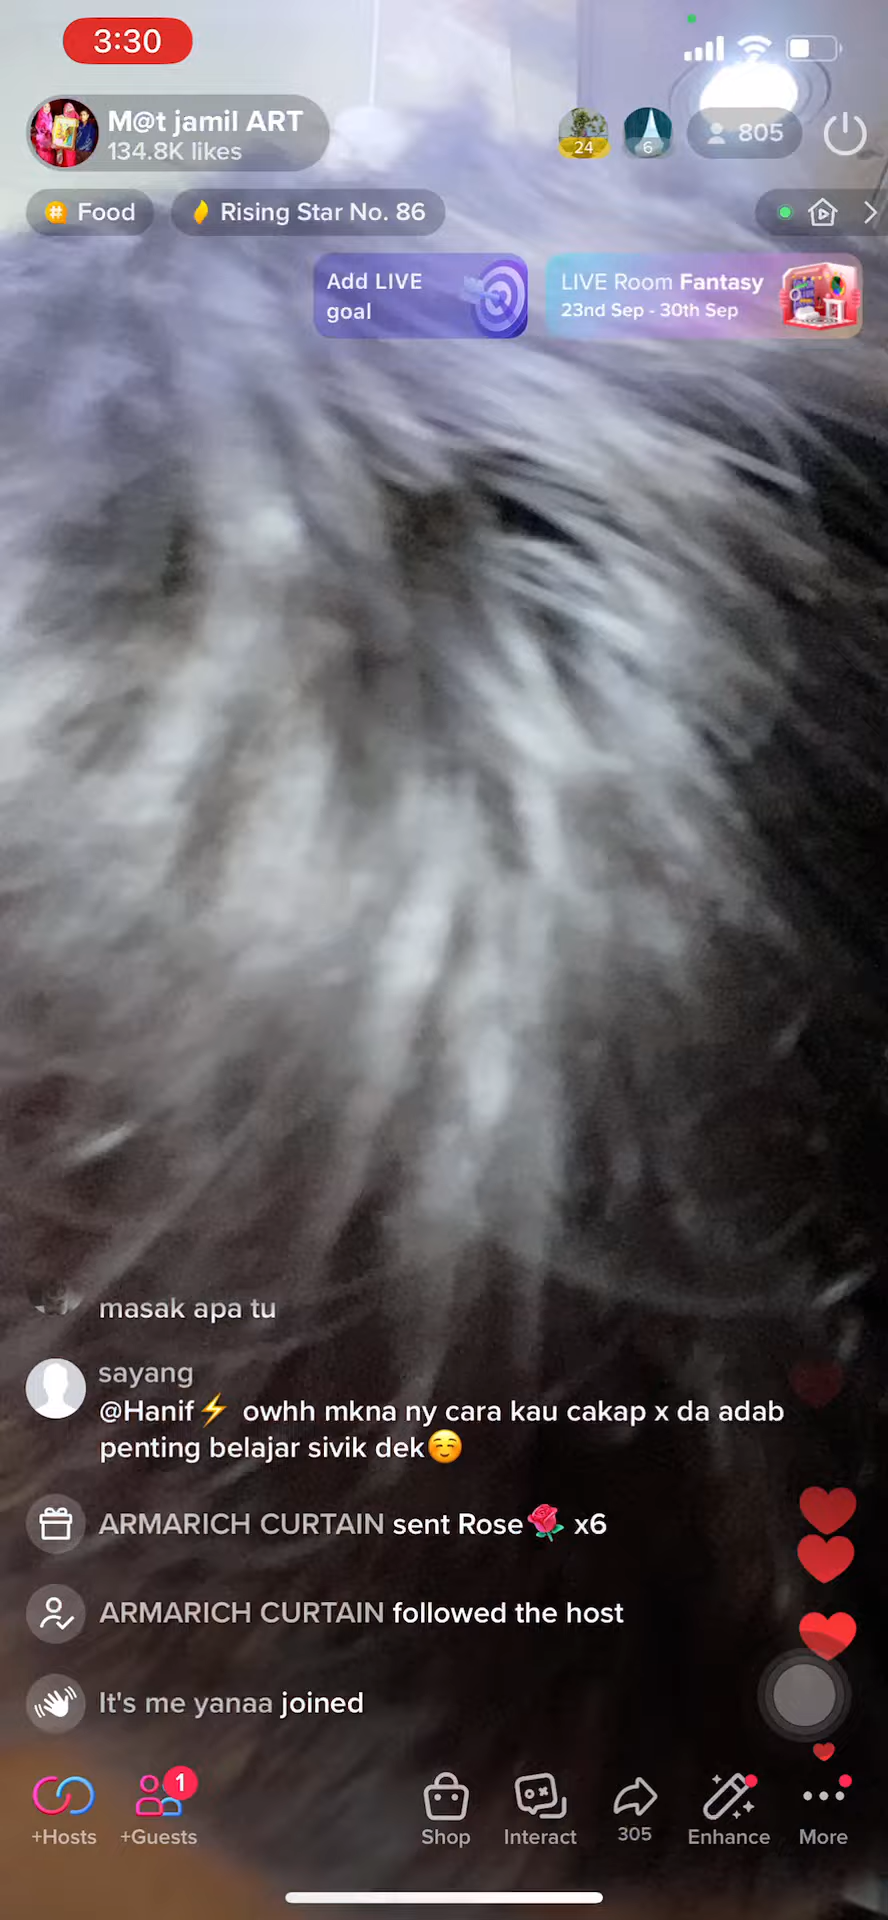 3:30
M@t jamil ART
134.8K likes
24
6
805
Food
Rising Star No. 86
Add LIVE
goal
LIVE Room Fantasy
23nd Sep - 30th Sep
masak apa tu
sayang
@Hanif⚡ owhh mkna ny cara kau cakap x da adab
penting belajar sivik dek☺️
ARMARICH CURTAIN sent Rose🌹 x6
ARMARICH CURTAIN followed the host
It's me yanaa joined
1
+Hosts
+Guests
Shop
Interact
305
Enhance
More